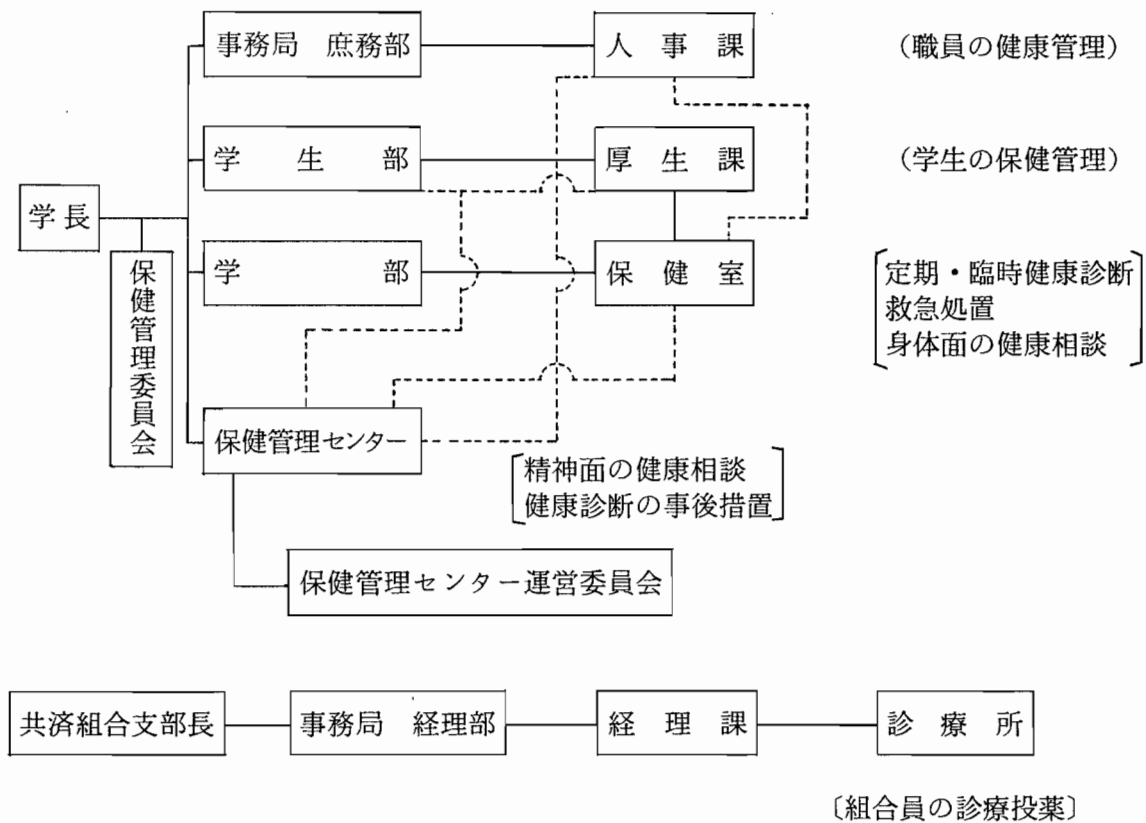 事務局 庶務部
人事課
(職員の健康管理)
学生部
厚生課
(学生の保健管理)
学長
保健管理委員会
学部
保健室
定期・臨時健康診断
救急処置
身体面の健康相談
保健管理センター
精神面の健康相談
健康診断の事後措置
保健管理センター運営委員会
共済組合支部長
事務局 経理部
経理課
診療所
〔組合員の診療投薬〕